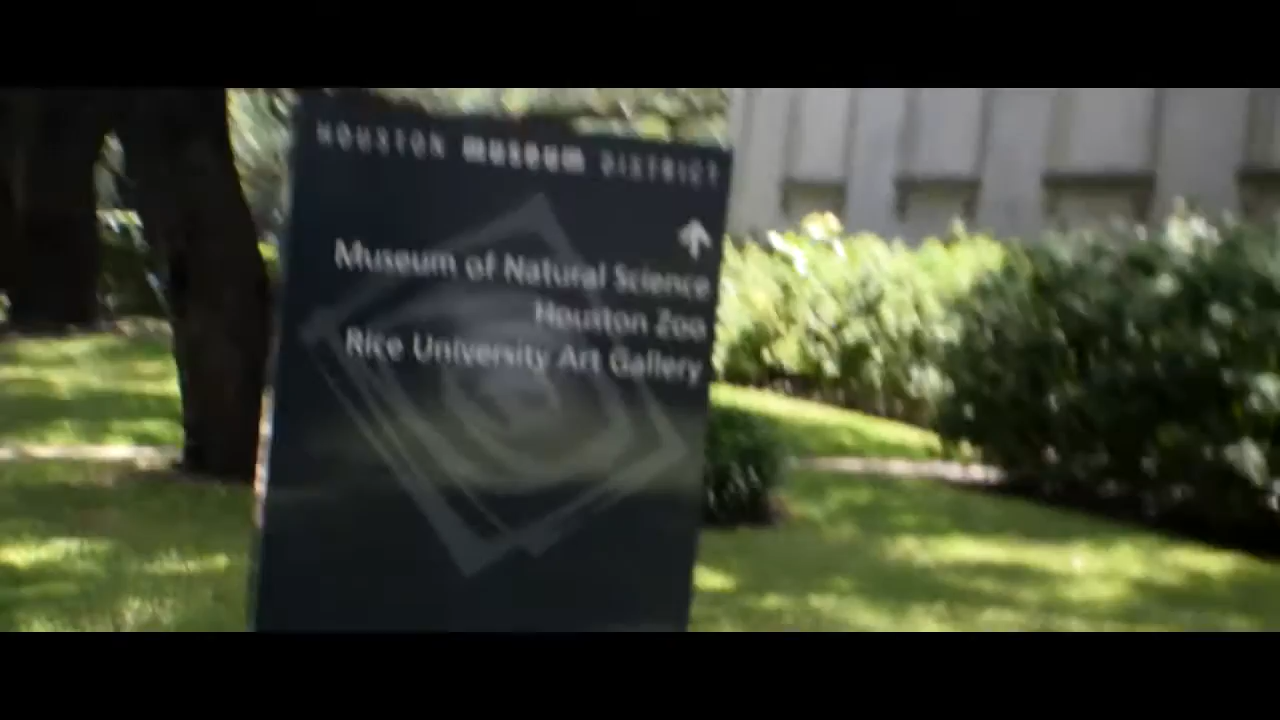 HOUSTON museum DISTRICT
Museum of Natural Science
Houston Zoo
Rice University Art Gallery